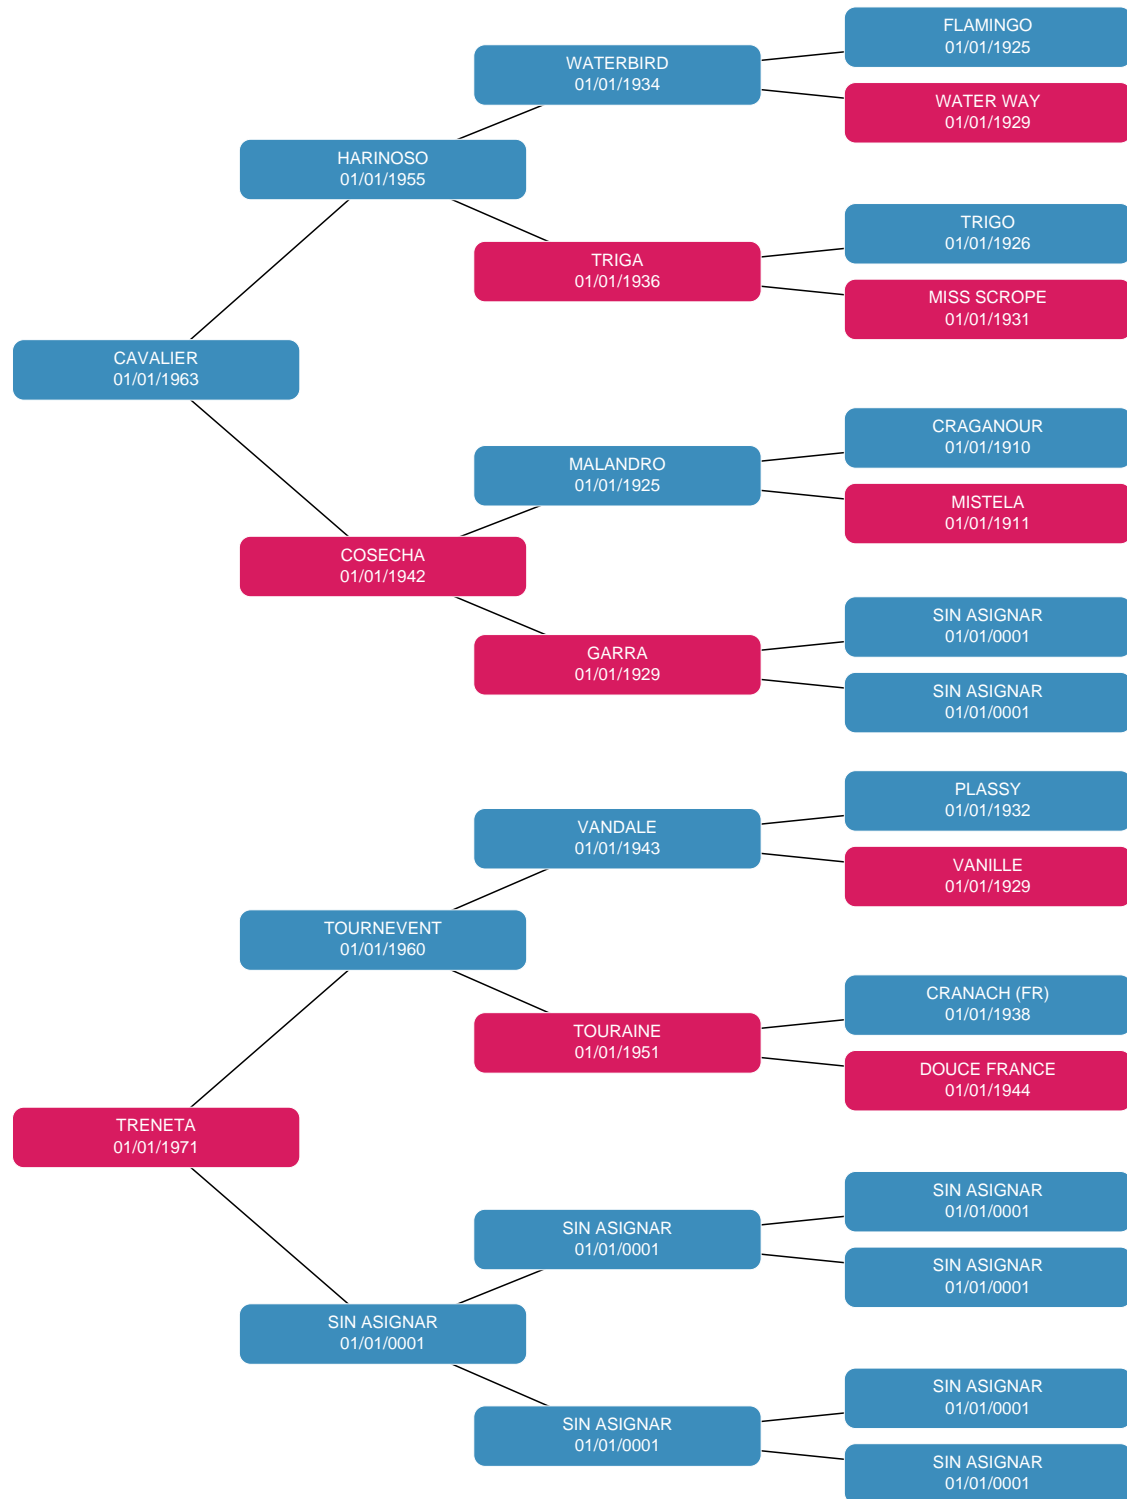 FLAMINGO
01/01/1925
WATERBIRD
01/01/1934
WATER WAY
01/01/1929
HARINOSO
01/01/1955
TRIGO
01/01/1926
TRIGA
01/01/1936
MISS SCROPE
01/01/1931
CAVALIER
01/01/1963
CRAGANOUR
01/01/1910
MALANDRO
01/01/1925
MISTELA
01/01/1911
COSECHA
01/01/1942
SIN ASIGNAR
01/01/0001
GARRA
01/01/1929
SIN ASIGNAR
01/01/0001
PLASSY
01/01/1932
VANDALE
01/01/1943
VANILLE
01/01/1929
TOURNEVENT
01/01/1960
CRANACH (FR)
01/01/1938
TOURAINE
01/01/1951
DOUCE FRANCE
01/01/1944
TRENETA
01/01/1971
SIN ASIGNAR
01/01/0001
SIN ASIGNAR
01/01/0001
SIN ASIGNAR
01/01/0001
SIN ASIGNAR
01/01/0001
SIN ASIGNAR
01/01/0001
SIN ASIGNAR
01/01/0001
SIN ASIGNAR
01/01/0001